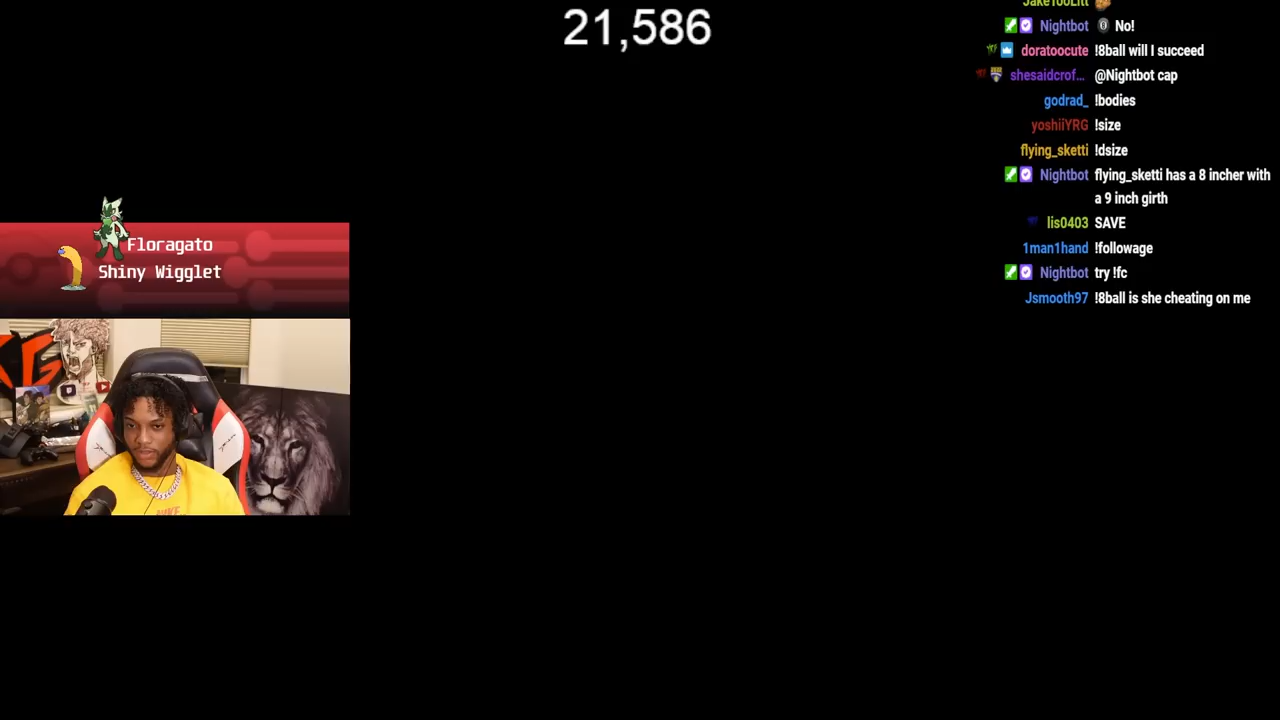 21,586
JakeTooLitt
Nightbot No!
doratoocute !8ball will I succeed
shesaidcrof... @Nightbot cap
godrad_ !bodies
yoshiiYRG !size
flying_sketti !dsize
Nightbot flying_sketti has a 8 incher with
a 9 inch girth
lis0403 SAVE
1man1hand !followage
Nightbot try !fc
Jsmooth97 !8ball is she cheating on me
Floragato
Shiny Wigglet